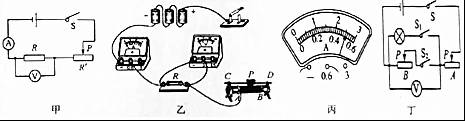 S
A
R
P
R'
V
甲
- +
R
C P D
A B
乙
0 1 2 3
0 0.2 0.4 0.6
A
- 0.6 3
丙
S
S₁
P S₂ P
B A
V
丁